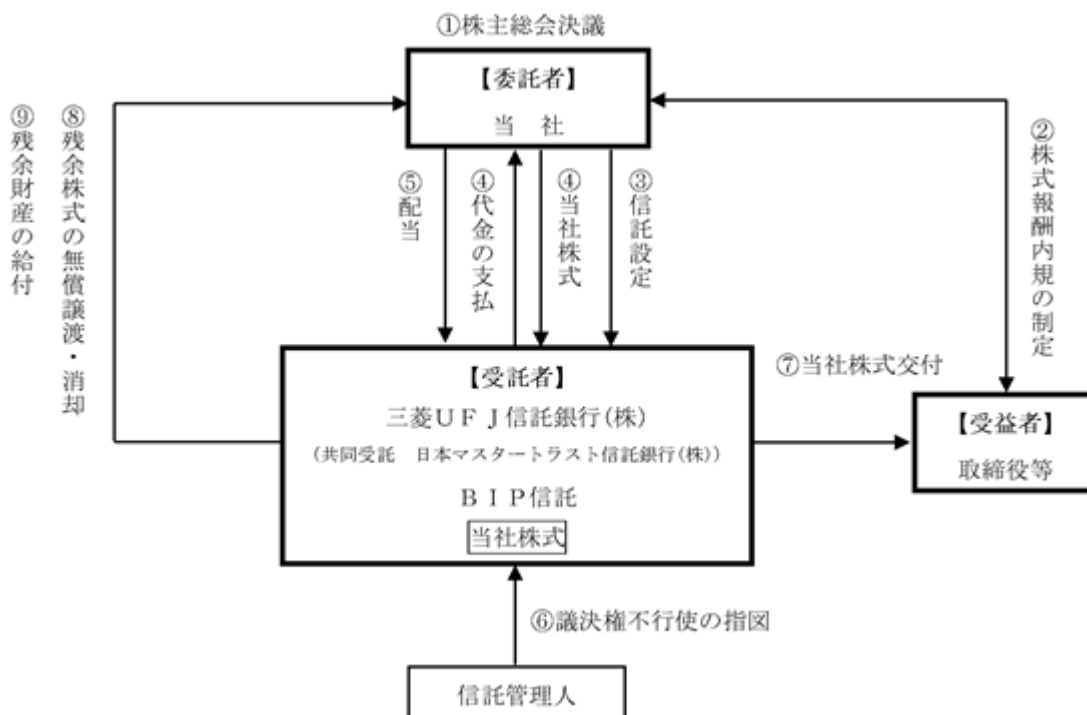 ①株主総会決議
【委託者】
当 社
⑨残余財産の給付
⑧残余株式の無償譲渡・消却
⑤配当
④代金の支払
④当社株式
③信託設定
②株式報酬内規の制定
【受託者】
三菱UFJ信託銀行(株)
(共同受託 日本マスタートラスト信託銀行(株))
BIP信託
当社株式
⑦当社株式交付
【受益者】
取締役等
⑥議決権不行使の指図
信託管理人